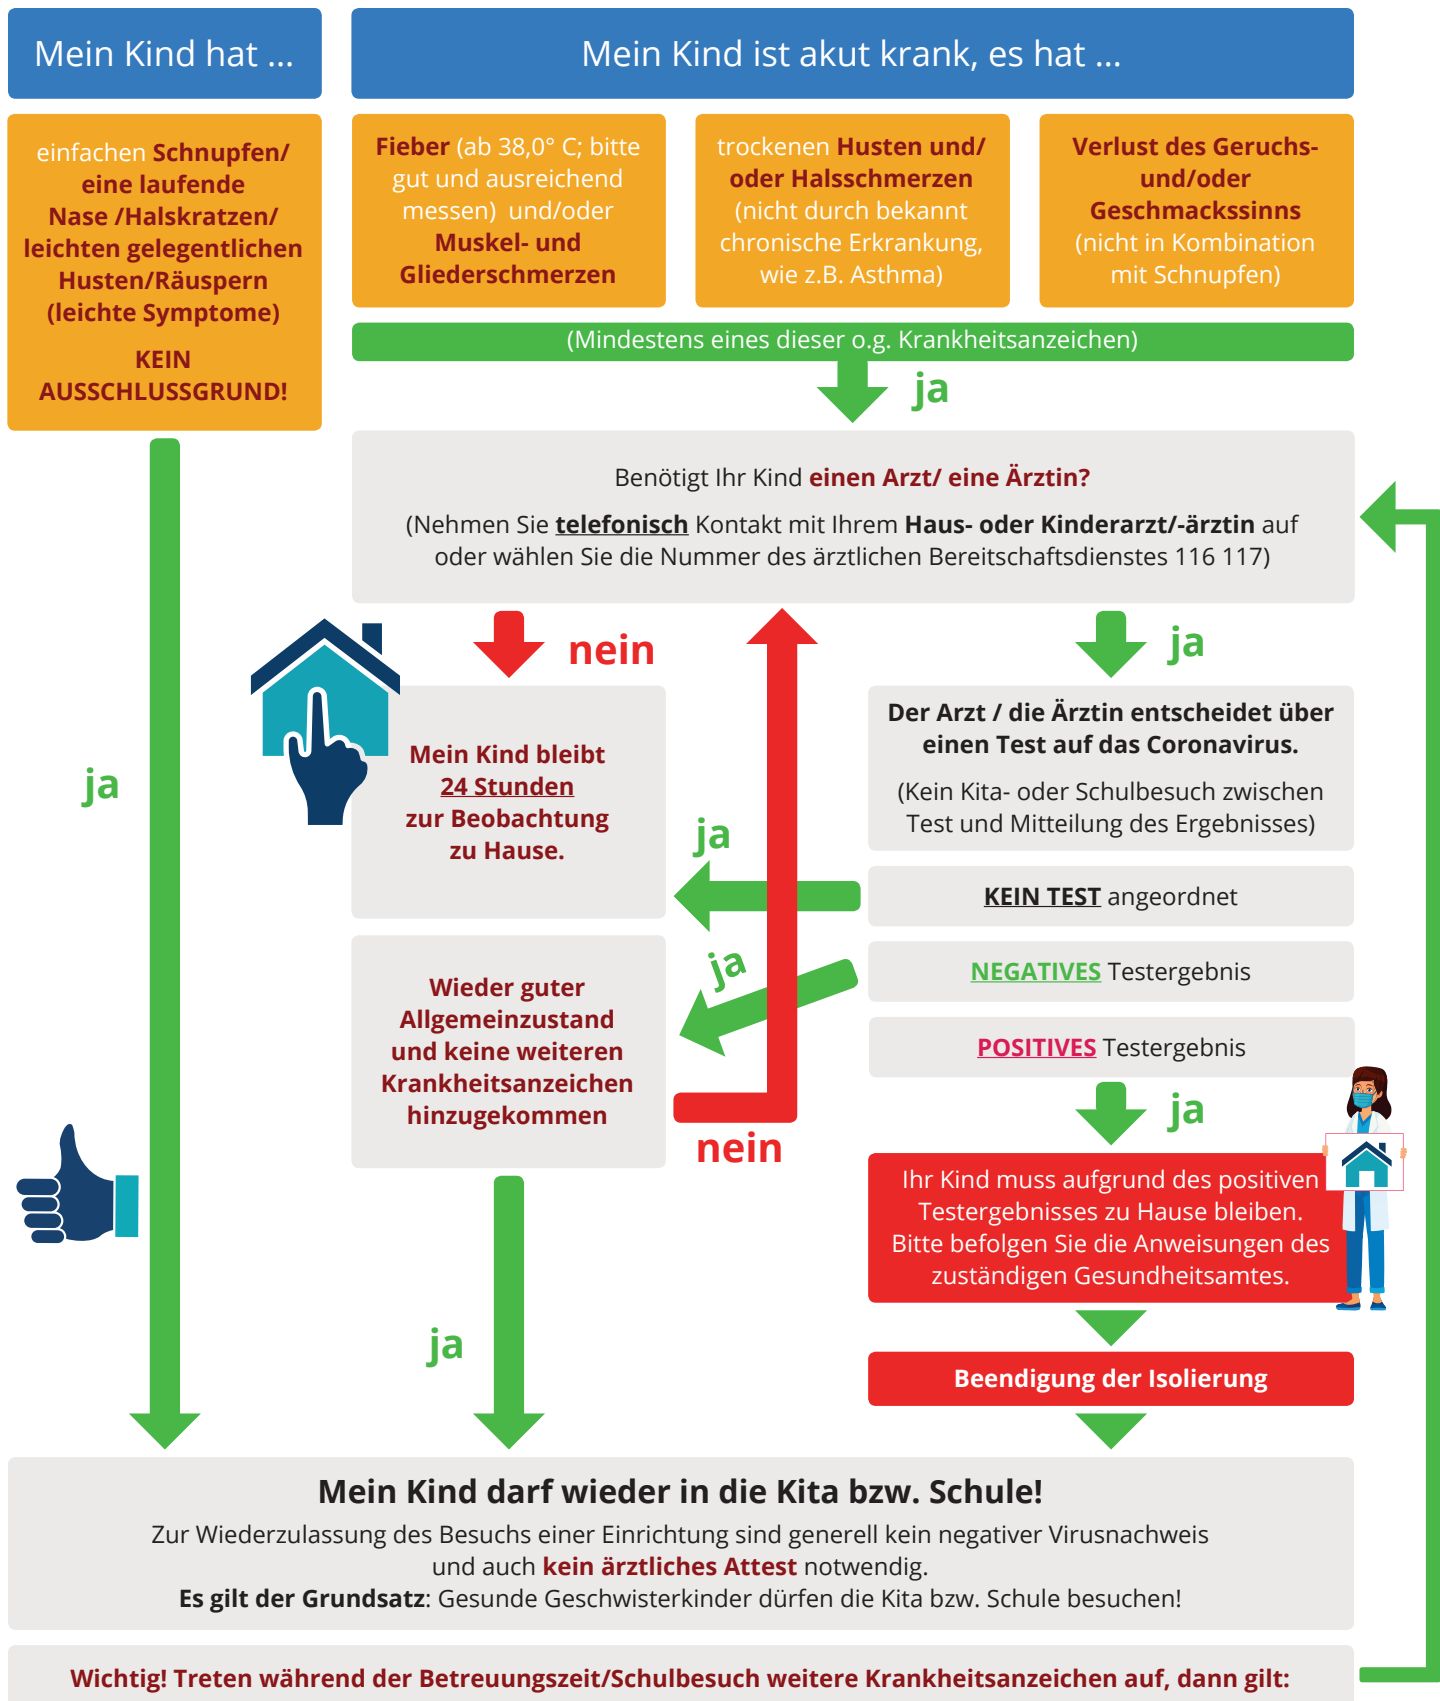 Mein Kind hat ...
Mein Kind ist akut krank, es hat ...
einfachen Schnupfen/
eine laufende
Nase /Halskratzen/
leichten gelegentlichen
Husten/Räuspern
(leichte Symptome)
KEIN
AUSSCHLUSSGRUND!
Fieber (ab 38,0° C; bitte
gut und ausreichend
messen) und/oder
Muskel- und
Gliederschmerzen
trockenen Husten und/
oder Halsschmerzen
(nicht durch bekannt
chronische Erkrankung,
wie z.B. Asthma)
Verlust des Geruchs-
und/oder
Geschmackssinns
(nicht in Kombination
mit Schnupfen)
(Mindestens eines dieser o.g. Krankheitsanzeichen)
ja
Benötigt Ihr Kind einen Arzt/ eine Ärztin?
(Nehmen Sie telefonisch Kontakt mit Ihrem Haus- oder Kinderarzt/-ärztin auf
oder wählen Sie die Nummer des ärztlichen Bereitschaftsdienstes 116 117)
nein
ja
Mein Kind bleibt
24 Stunden
zur Beobachtung
zu Hause.
Der Arzt / die Ärztin entscheidet über
einen Test auf das Coronavirus.
(Kein Kita- oder Schulbesuch zwischen
Test und Mitteilung des Ergebnisses)
ja
ja
KEIN TEST angeordnet
ja
NEGATIVES Testergebnis
Wieder guter
Allgemeinzustand
und keine weiteren
Krankheitsanzeichen
hinzugekommen
POSITIVES Testergebnis
nein
ja
Ihr Kind muss aufgrund des positiven
Testergebnisses zu Hause bleiben.
Bitte befolgen Sie die Anweisungen des
zuständigen Gesundheitsamtes.
ja
Beendigung der Isolierung
Mein Kind darf wieder in die Kita bzw. Schule!
Zur Wiederzulassung des Besuchs einer Einrichtung sind generell kein negativer Virusnachweis
und auch kein ärztliches Attest notwendig.
Es gilt der Grundsatz: Gesunde Geschwisterkinder dürfen die Kita bzw. Schule besuchen!
Wichtig! Treten während der Betreuungszeit/Schulbesuch weitere Krankheitsanzeichen auf, dann gilt: